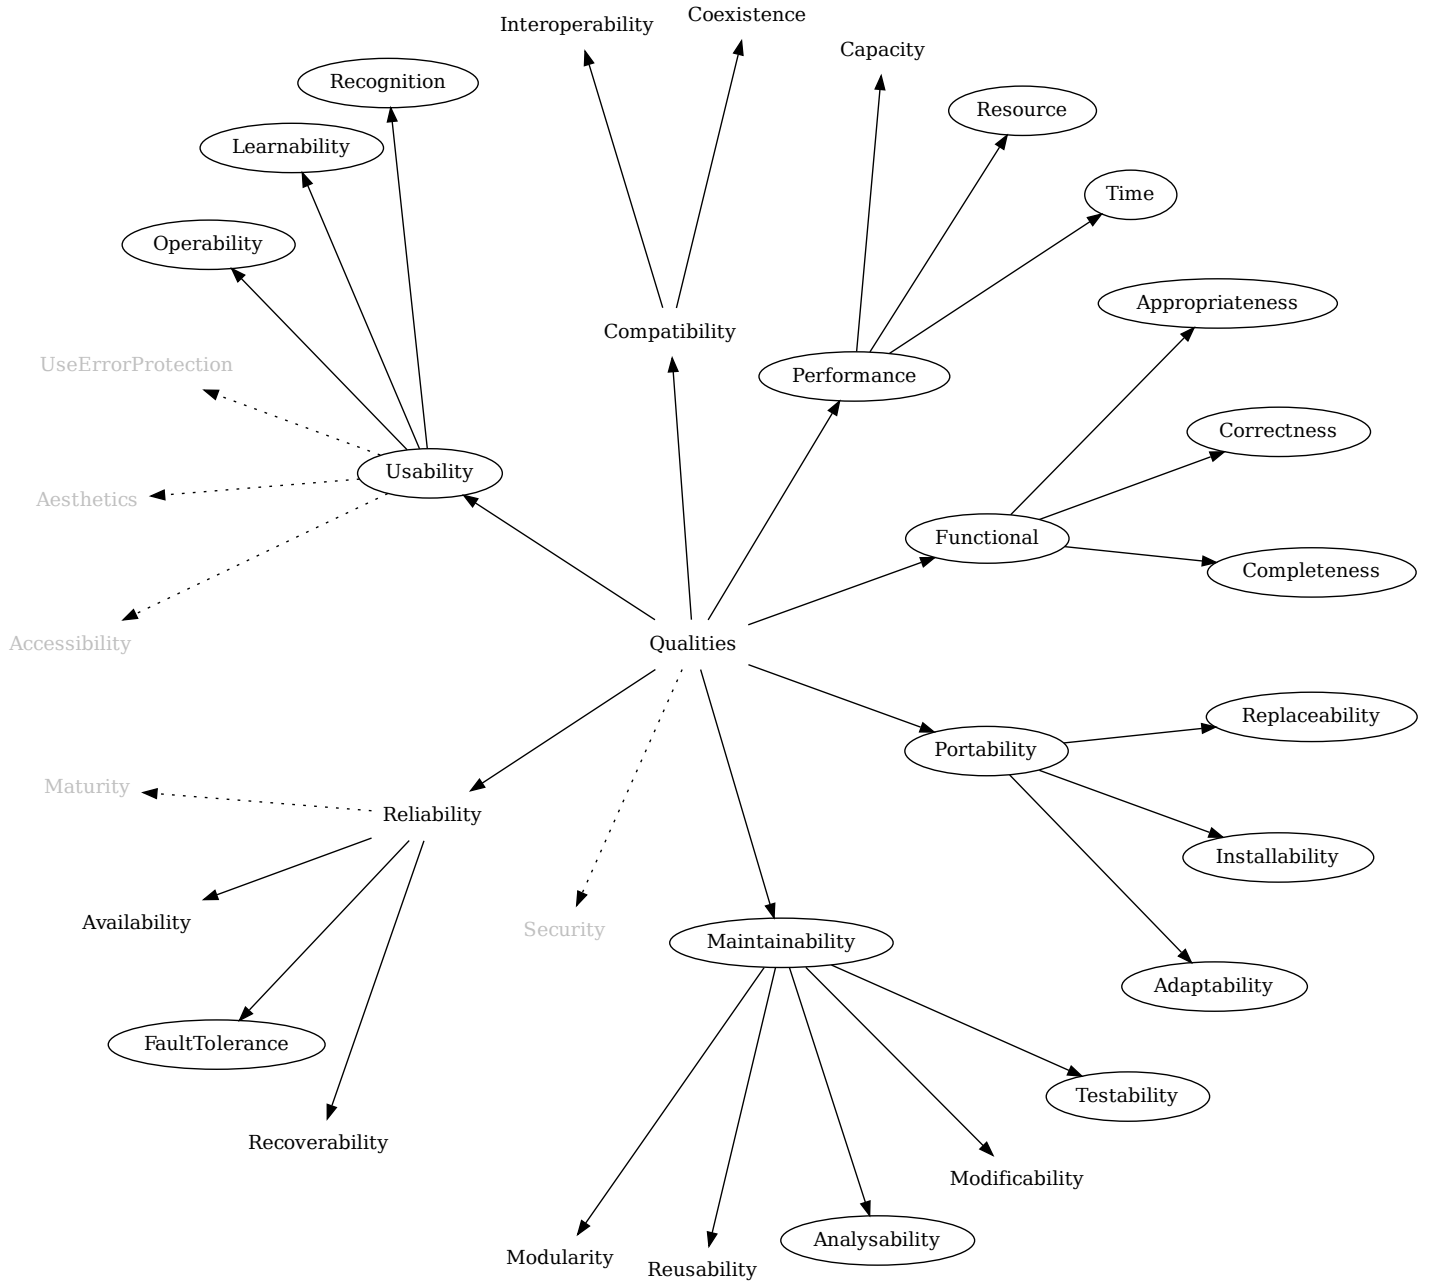 Coexistence
Interoperability
Capacity
Recognition
Resource
Learnability
Time
Operability
Appropriateness
Compatibility
UseErrorProtection
Performance
Correctness
Usability
Aesthetics
Functional
Completeness
Qualities
Accessibility
Replaceability
Portability
Maturity
Reliability
Installability
Availability
Security
Maintainability
Adaptability
FaultTolerance
Testability
Recoverability
Modificability
Analysability
Modularity
Reusability